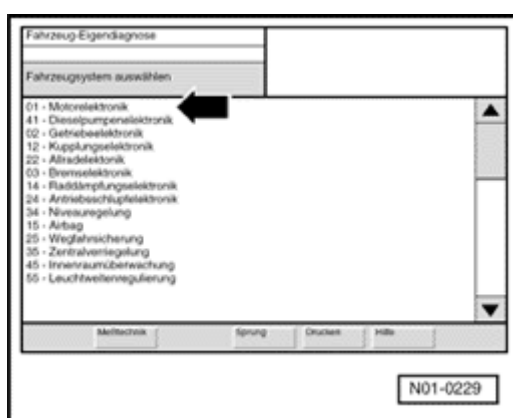 Fahrzeug-Eigendiagnose
Fahrzeugsystem auswählen
01 - Motorelektronik
41 - Dieselpumpenelektronik
02 - Getriebeelektronik
12 - Kupplungselektronik
22 - Allradelektonik
03 - Bremselektronik
14 - Raddämpfungselektronik
24 - Antriebsschlupfelektronik
34 - Niveauregelung
15 - Airbag
25 - Wegfahrsicherung
35 - Zentralverriegelung
45 - Innenraumüberwachung
55 - Leuchtweitenregulierung
Meßtechnik Sprung Drucken Hilfe
N01-0229